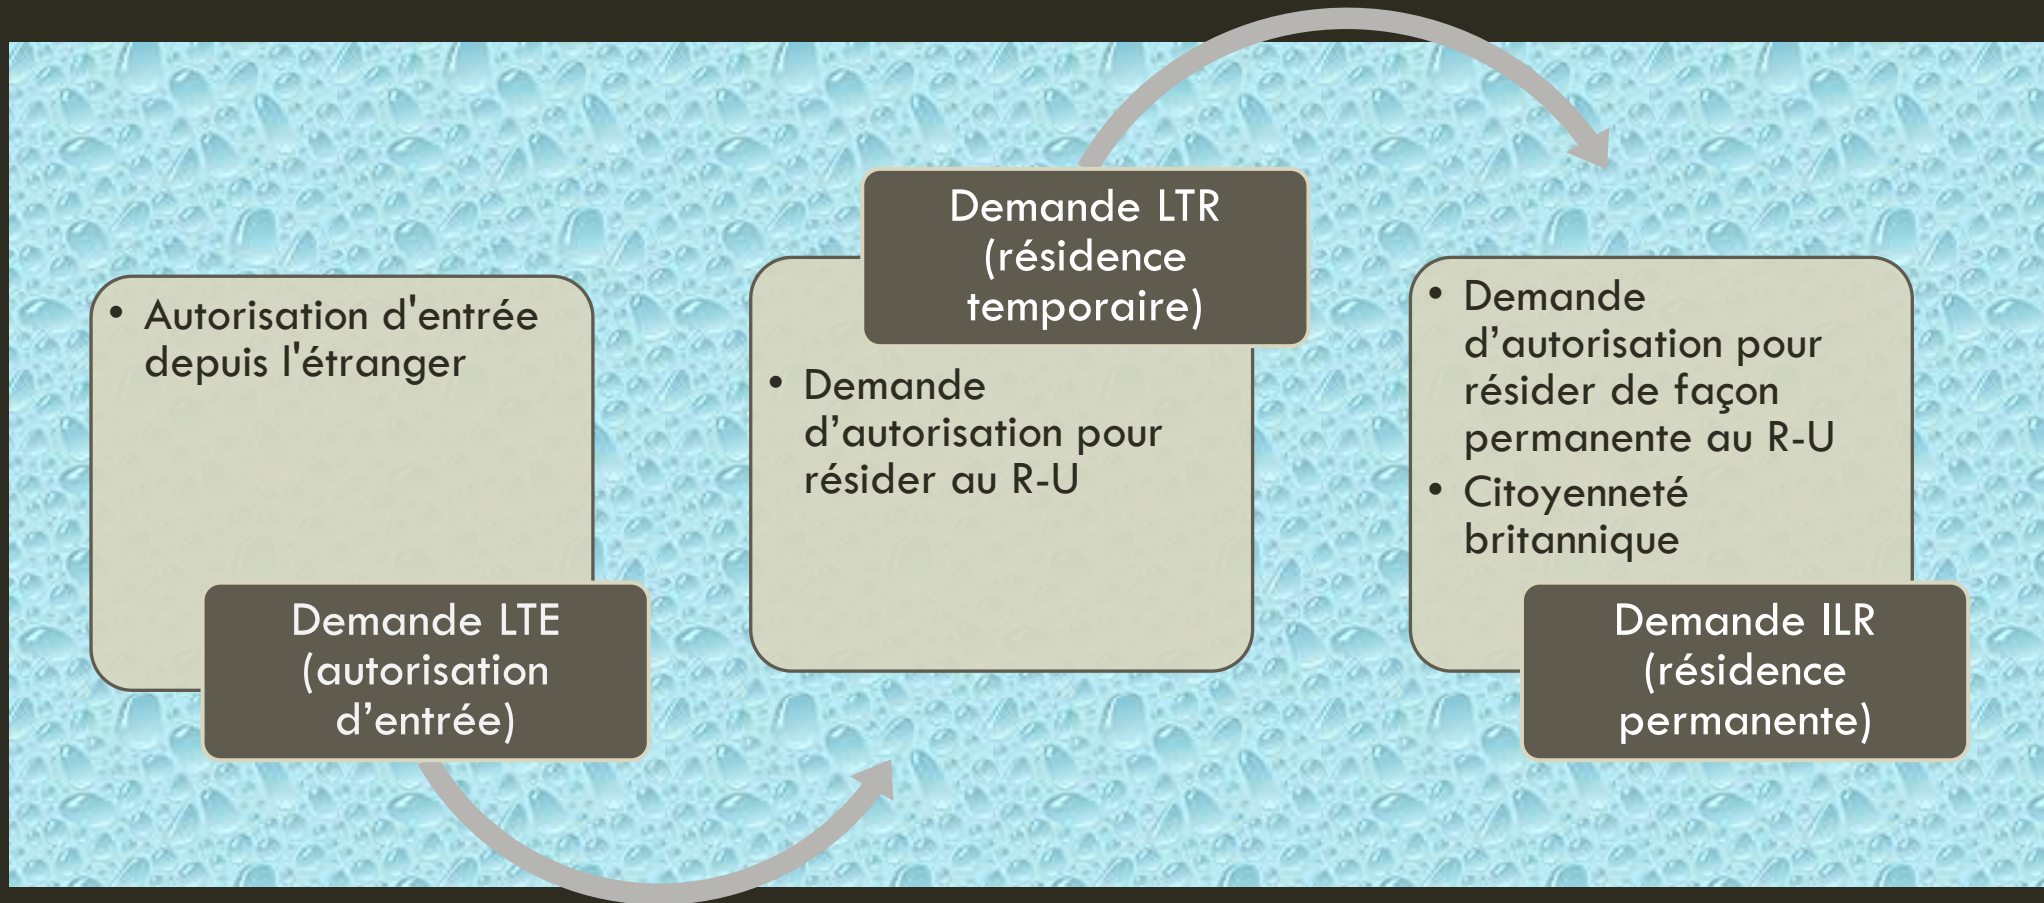 • Autorisation d'entrée
depuis l'étranger
Demande LTE
(autorisation
d’entrée)
Demande LTR
(résidence
temporaire)
• Demande
d’autorisation pour
résider au R-U
• Demande
d’autorisation pour
résider de façon
permanente au R-U
• Citoyenneté
britannique
Demande ILR
(résidence
permanente)